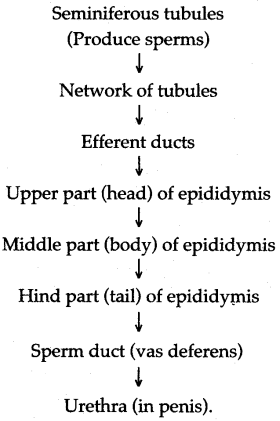 Seminiferous tubules
(Produce sperms)
Network of tubules
Efferent ducts
Upper part (head) of epididymis
Middle part (body) of epididymis
Hind part (tail) of epididymis
Sperm duct (vas deferens)
Urethra (in penis).